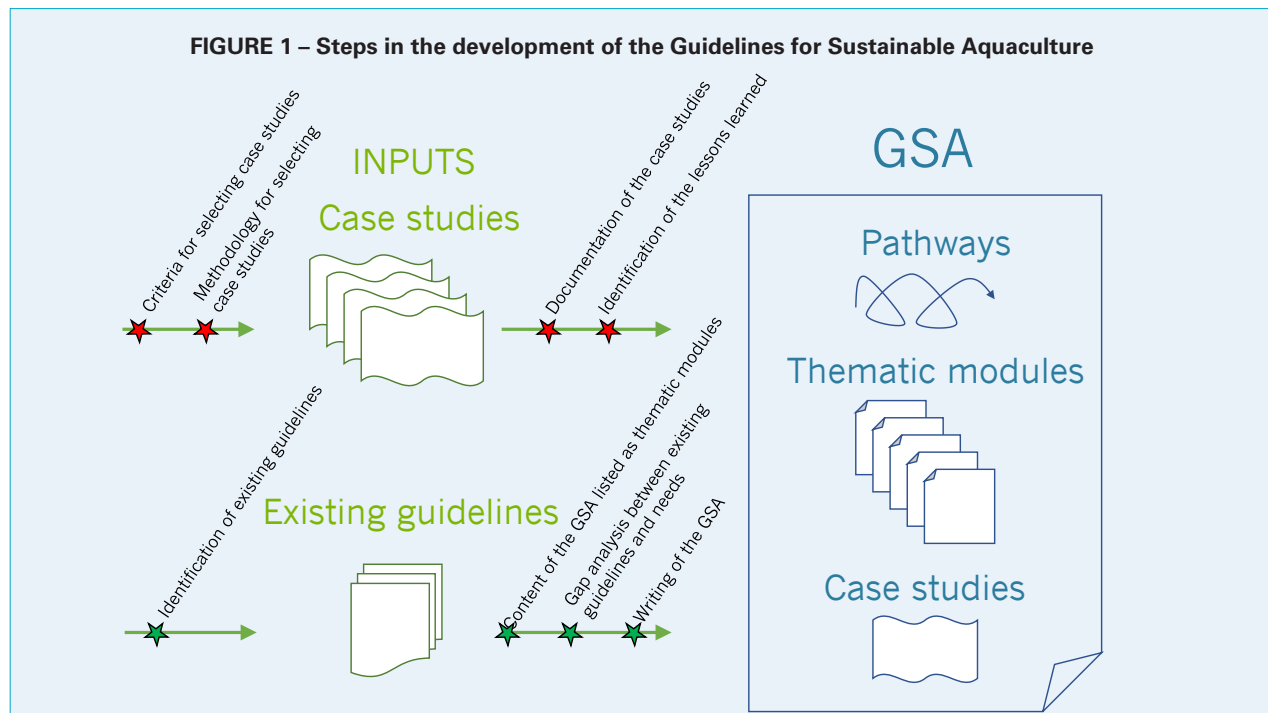 FIGURE 1 – Steps in the development of the Guidelines for Sustainable Aquaculture
Criteria for selecting case studies
Methodology for selecting
case studies
INPUTS
Case studies
Documentation of the case studies
Identification of the lessons learned
Identification of existing guidelines
Existing guidelines
Content of the GSA listed as thematic modules
Gap analysis between existing
guidelines and needs
Writing of the GSA
GSA
Pathways
Thematic modules
Case studies